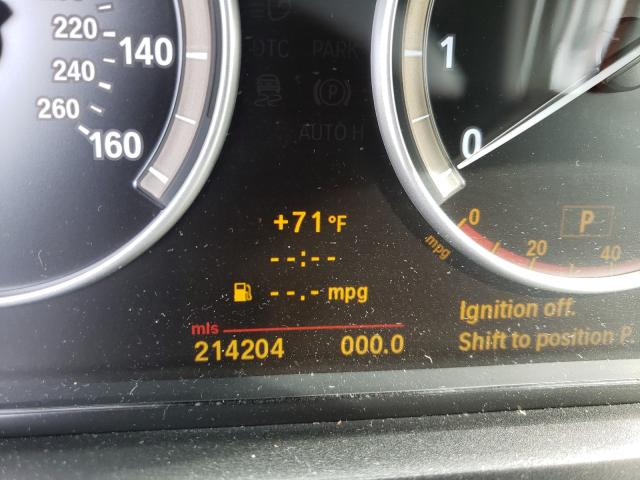 220
240
260
140
160
DTC PARK
(P)
AUTO H
1
0
+71°F
--:--
--.- mpg
mls
214204 000.0
0
20
40
mpg
P
Ignition off.
Shift to position P.